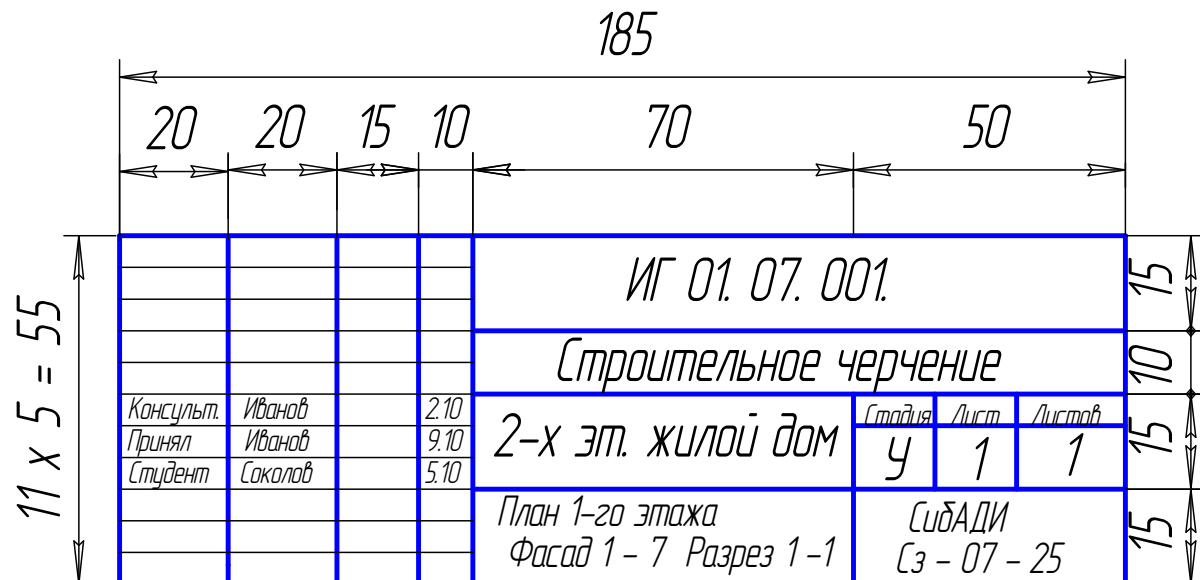 185
20 20 15 10 70 50
11 x 5 = 55
ИГ 01. 07. 001.
15
Строительное черчение
10
Консульт. Иванов 2.10
Принял Иванов 9.10
Студент Соколов 5.10
2-х эт. жилой дом
Стадия Лист Листов
У 1 1
15
План 1-го этажа
Фасад 1 - 7 Разрез 1 -1
СибАДИ
Сз - 07 - 25
15